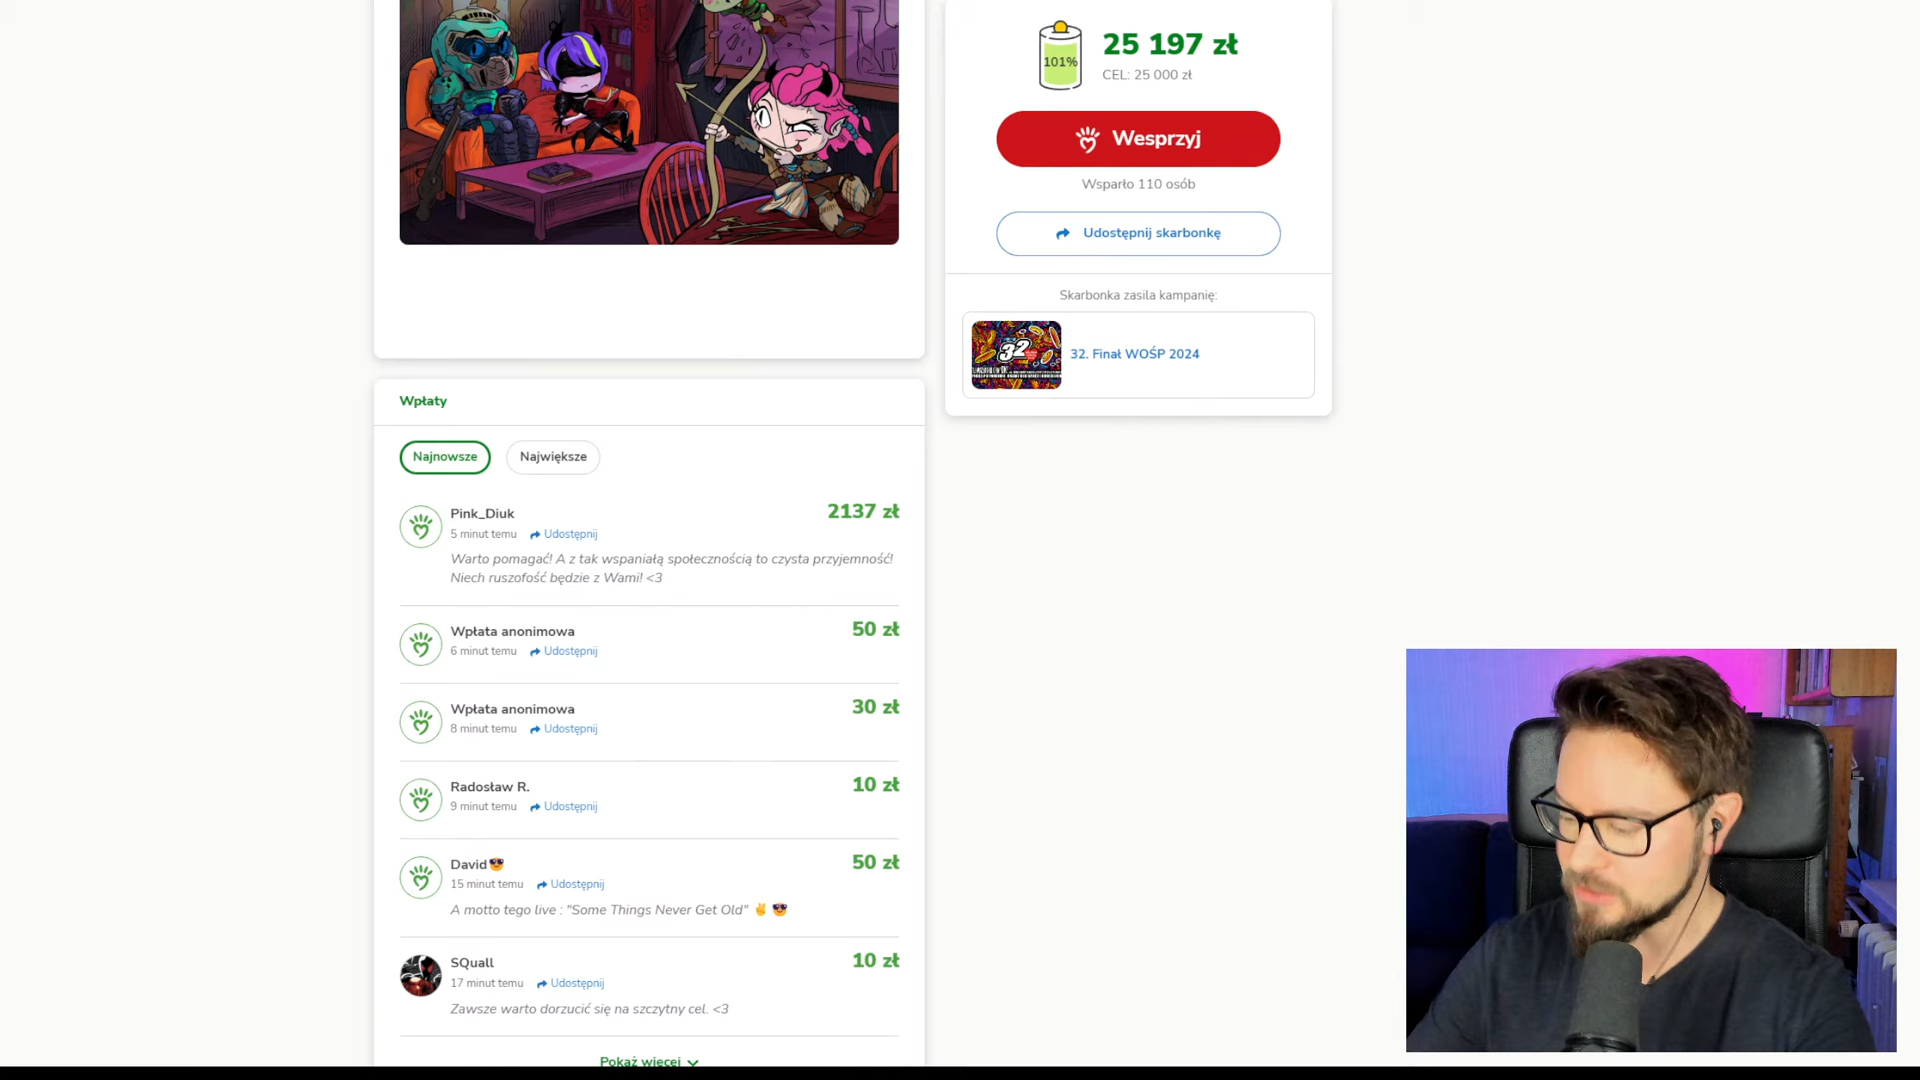 101%
25 197 zł
CEL: 25 000 zł
Wesprzyj
Wsparło 110 osób
Udostępnij skarbonkę
Skarbonka zasila kampanię:
32
32. Finał WOŚP 2024
Wpłaty
Najnowsze
Największe
Pink_Diuk
2137 zł
5 minut temu
Udostępnij
Warto pomagać! A z tak wspaniałą społecznością to czysta przyjemność!
Niech ruszofość będzie z Wami! <3
Wpłata anonimowa
50 zł
6 minut temu
Udostępnij
Wpłata anonimowa
30 zł
8 minut temu
Udostępnij
Radosław R.
10 zł
9 minut temu
Udostępnij
David😎
50 zł
15 minut temu
Udostępnij
A motto tego live : "Some Things Never Get Old" ✌️ 😎
SQuall
10 zł
17 minut temu
Udostępnij
Zawsze warto dorzucić się na szczytny cel. <3
Pokaż więcej